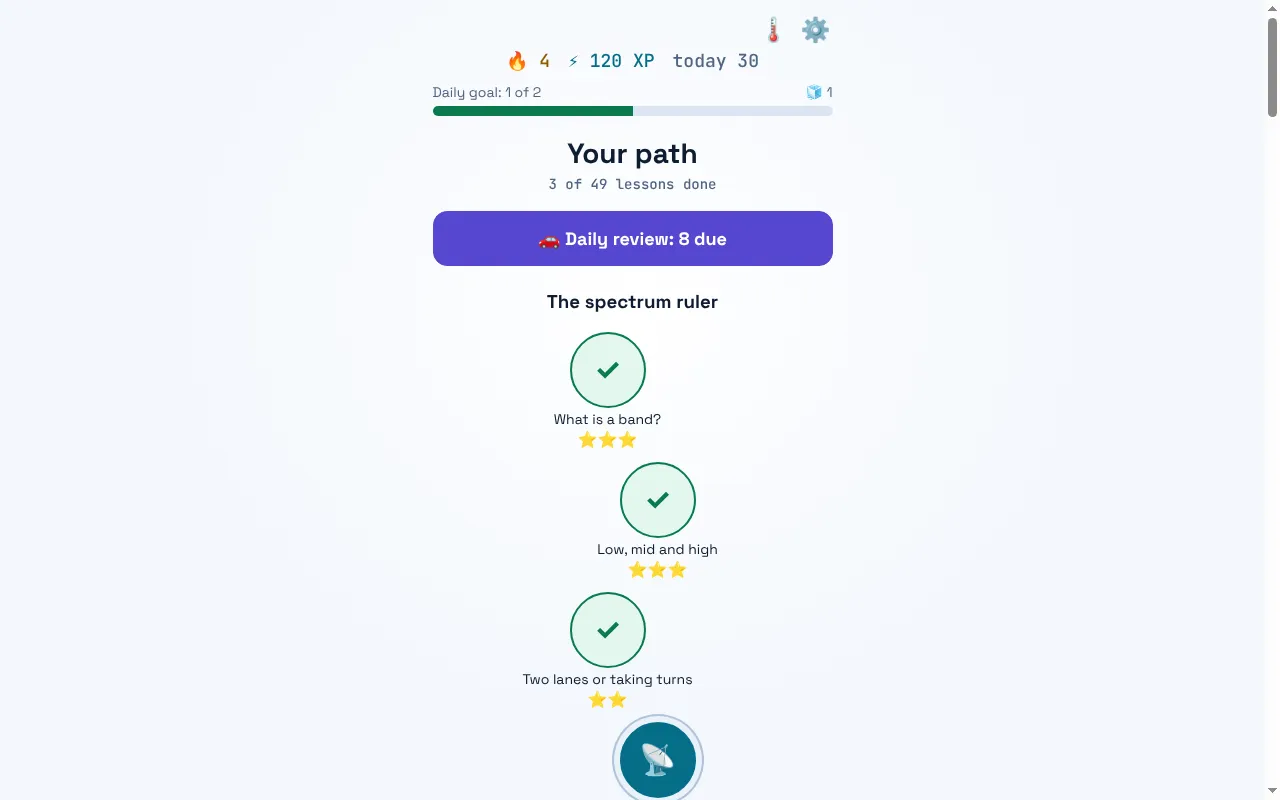 🔥 4 ⚡ 120 XP today 30
Daily goal: 1 of 2 🧊 1
Your path
3 of 49 lessons done
🚗 Daily review: 8 due
The spectrum ruler
What is a band?
Low, mid and high
Two lanes or taking turns